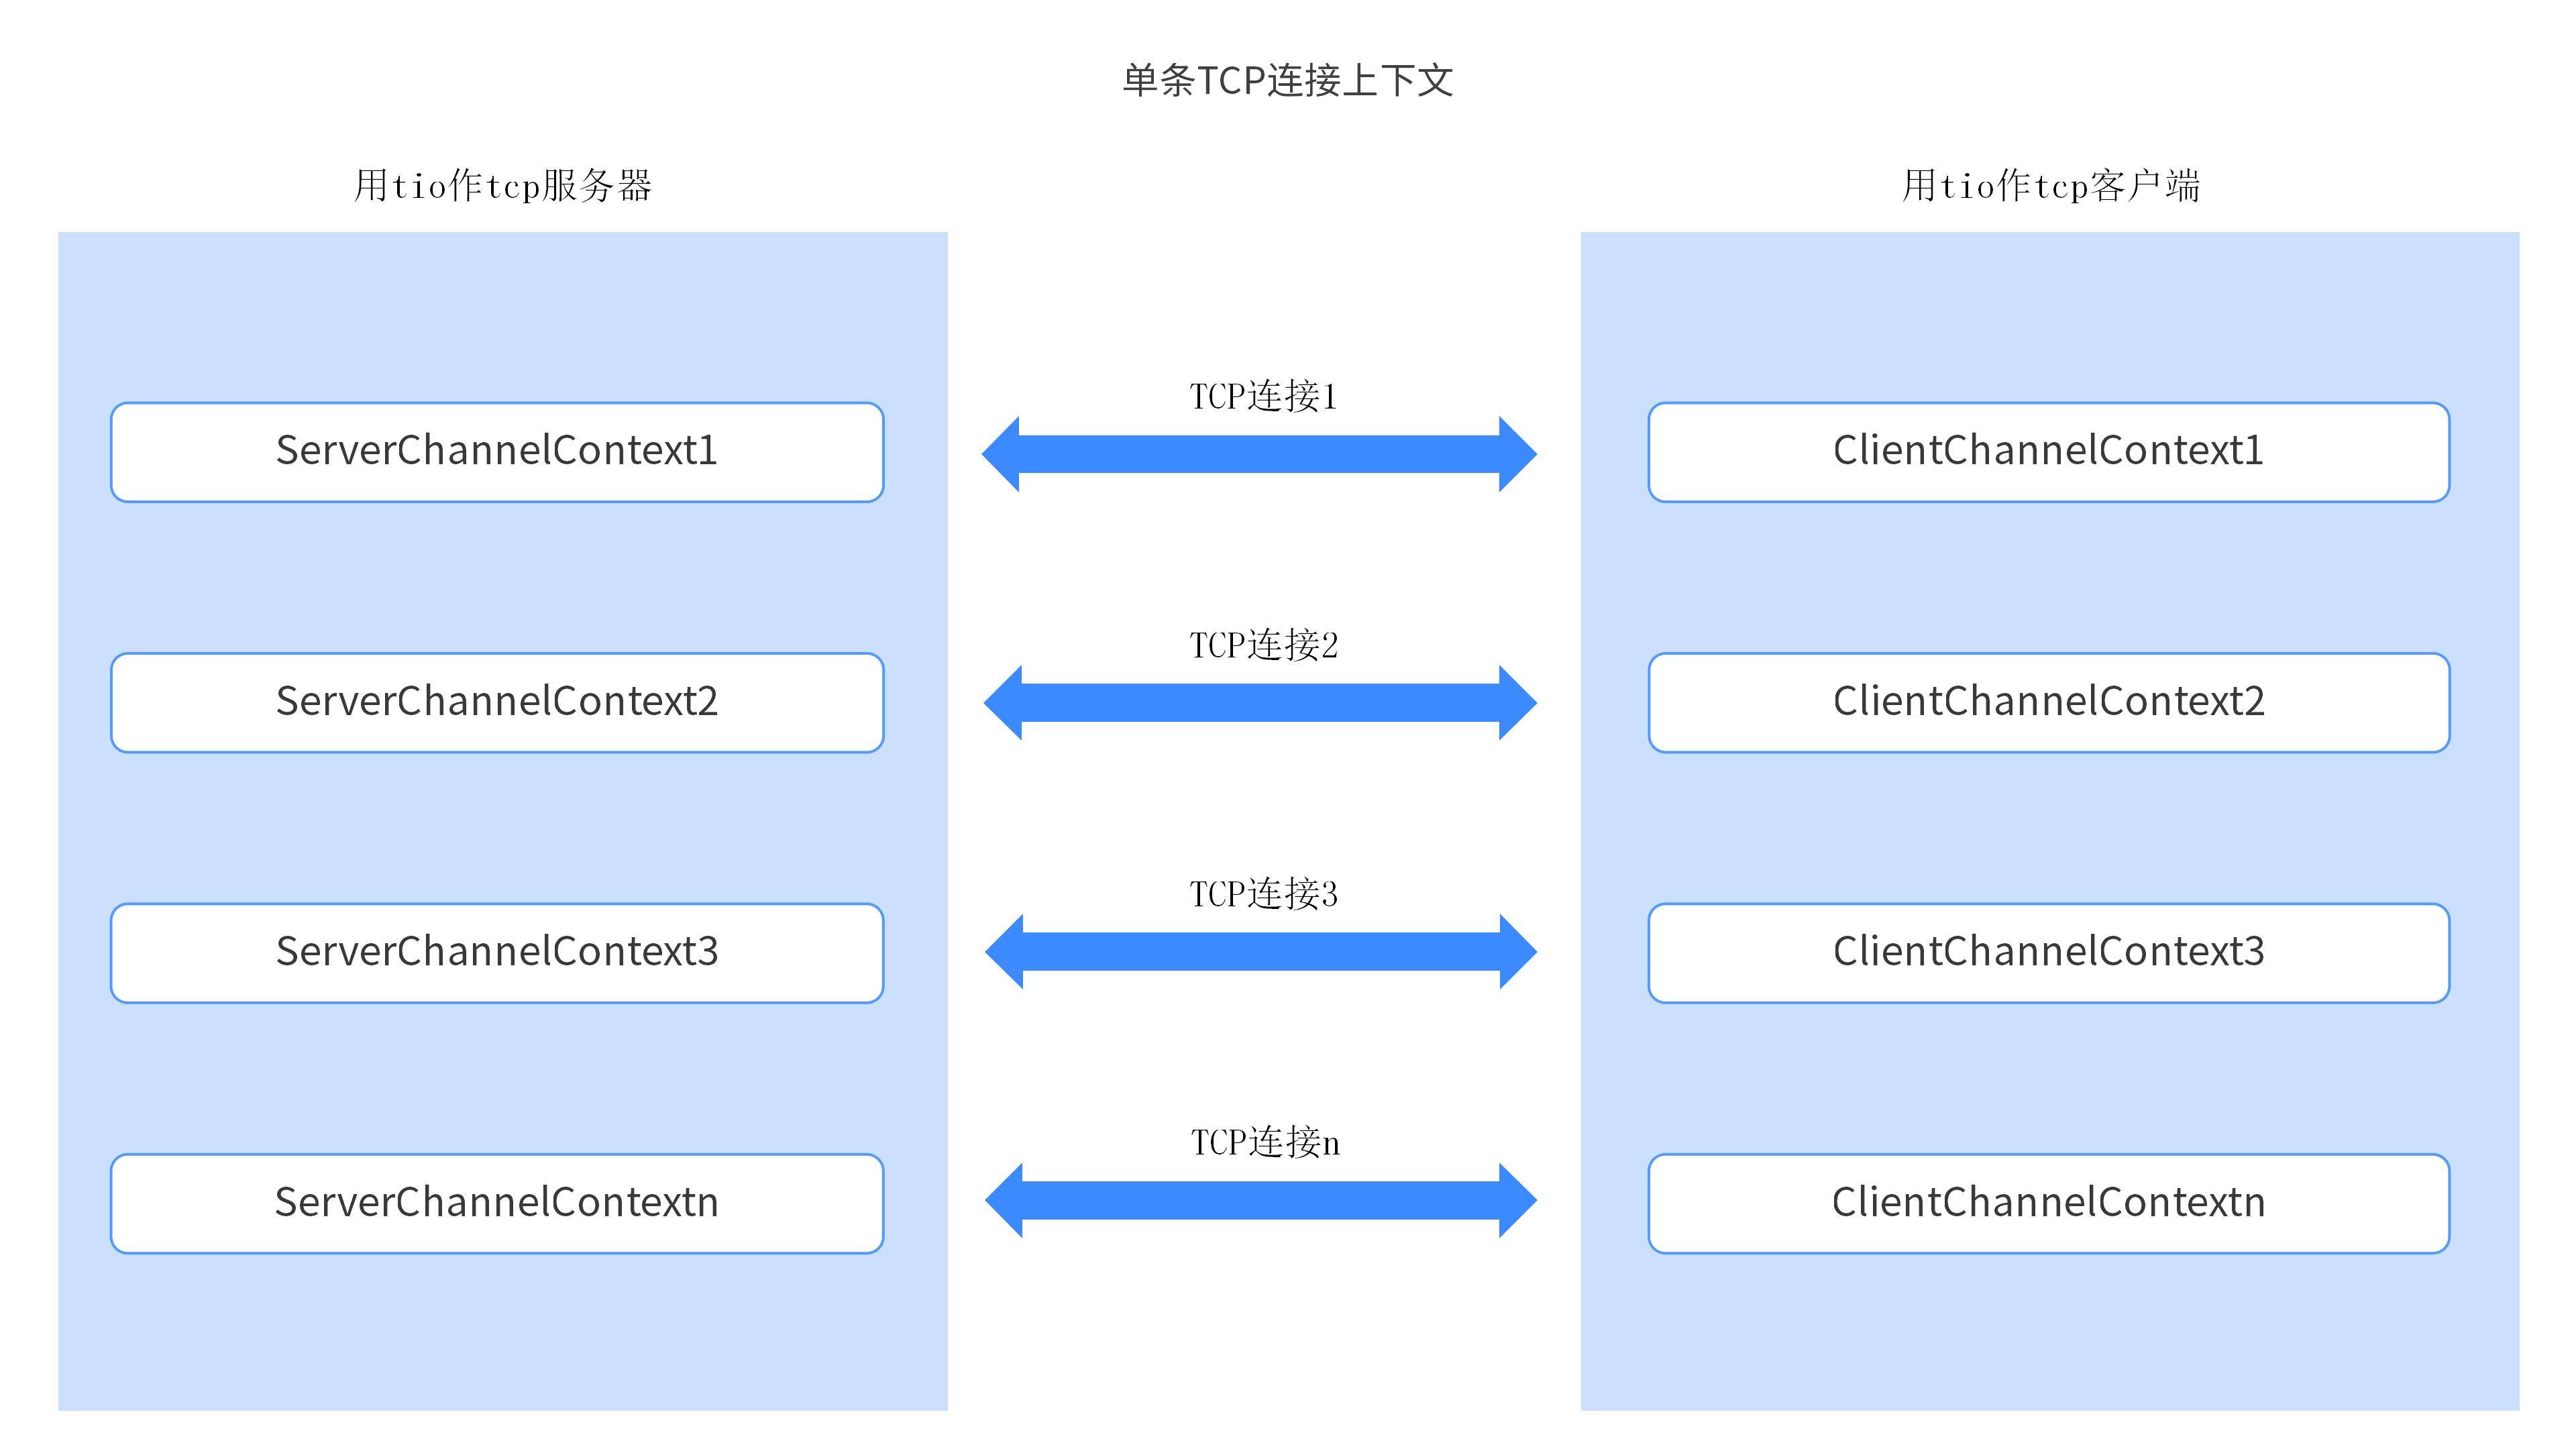 单条TCP连接上下文
用tio作tcp服务器
用tio作tcp客户端
TCP连接1
ServerChannelContext1
ClientChannelContext1
TCP连接2
ServerChannelContext2
ClientChannelContext2
TCP连接3
ServerChannelContext3
ClientChannelContext3
TCP连接n
ServerChannelContextn
ClientChannelContextn